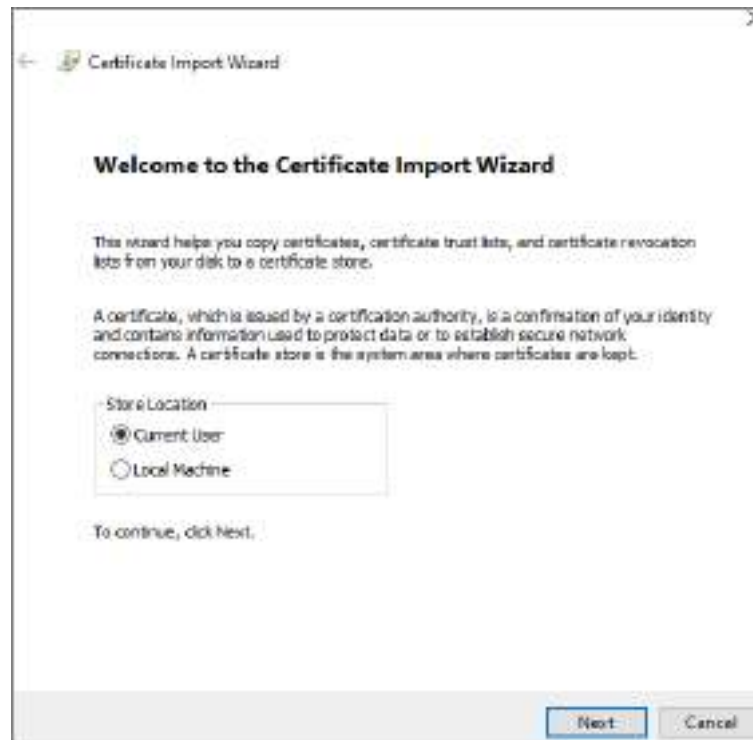 Certificate Import Wizard
Welcome to the Certificate Import Wizard
This wizard helps you copy certificates, certificate trust lists, and certificate revocation
lists from your disk to a certificate store.
A certificate, which is issued by a certification authority, is a confirmation of your identity
and contains information used to protect data or to establish secure network
connections. A certificate store is the system area where certificates are kept.
Store Location
Current User
Local Machine
To continue, click Next.
Next
Cancel